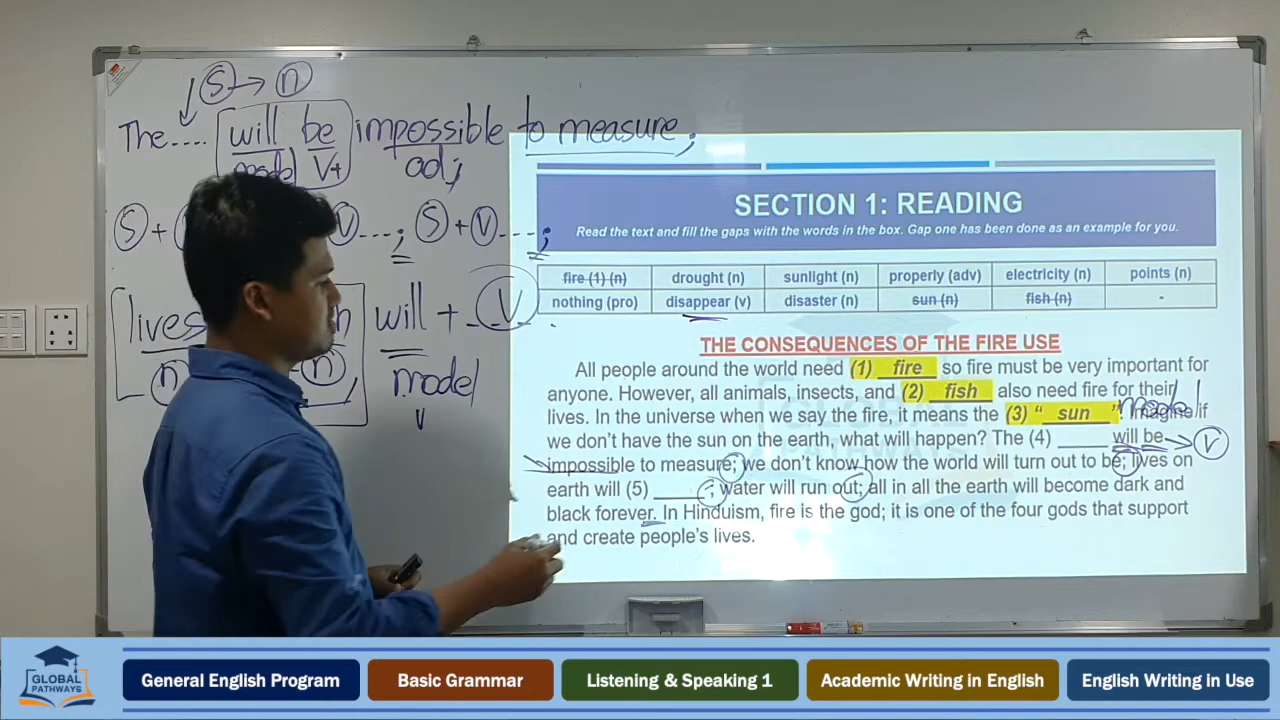 S → n
The.... will be impossible to measure;
model V+ adj
S + V ...; S + V ...;
lives n will + V ....
n n model
V
SECTION 1: READING
Read the text and fill the gaps with the words in the box. Gap one has been done as an example for you.
fire (1) (n) drought (n) sunlight (n) properly (adv) electricity (n) points (n)
nothing (pro) disappear (v) disaster (n) sun (n) fish (n) -
THE CONSEQUENCES OF THE FIRE USE
All people around the world need (1) fire so fire must be very important for
anyone. However, all animals, insects, and (2) fish also need fire for their
lives. In the universe when we say the fire, it means the (3) " sun " Imagine if
model
we don't have the sun on the earth, what will happen? The (4) _____ will be → V
impossible to measure; we don't know how the world will turn out to be; lives on
earth will (5) _____ ; water will run out; all in all the earth will become dark and
black forever. In Hinduism, fire is the god; it is one of the four gods that support
and create people's lives.
GLOBAL PATHWAYS
General English Program
Basic Grammar
Listening & Speaking 1
Academic Writing in English
English Writing in Use